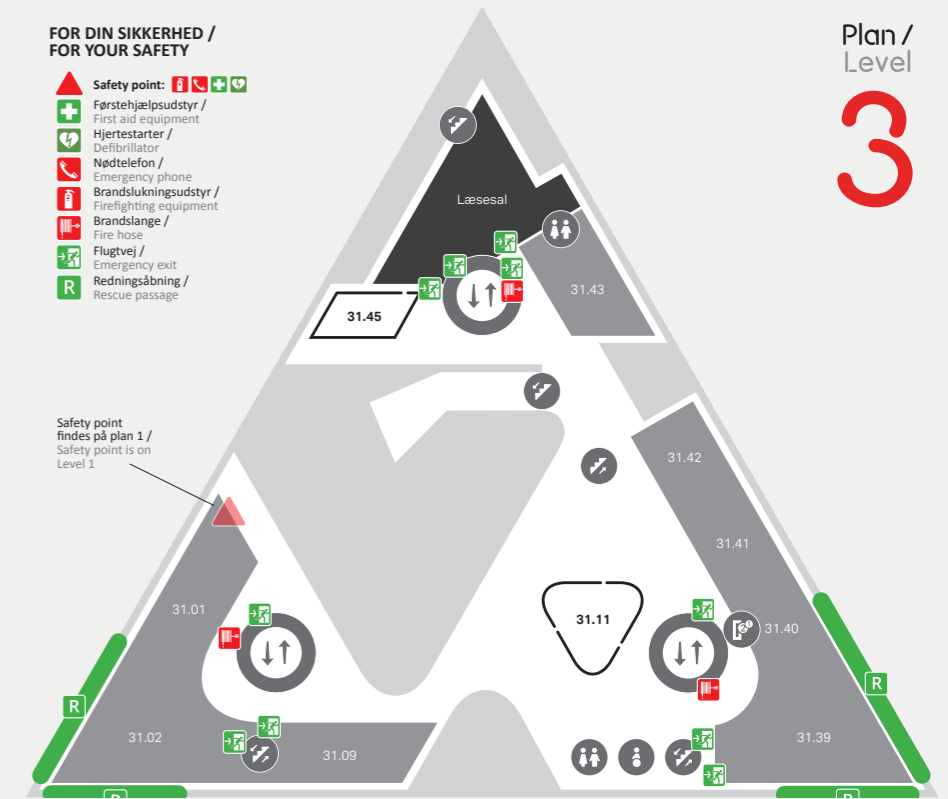 FOR DIN SIKKERHED /
FOR YOUR SAFETY
Safety point:
Førstehjælpsudstyr /
First aid equipment
Hjertestarter /
Defibrillator
Nødtelefon /
Emergency phone
Brandslukningsudstyr /
Firefighting equipment
Brandslange /
Fire hose
Flugtvej /
Emergency exit
R
Redningsåbning /
Rescue passage
Plan /
Level
3
Læsesal
31.43
31.45
Safety point
findes på plan 1 /
Safety point is on
Level 1
31.42
31.41
31.01
31.11
31.40
R
R
31.02
31.09
31.39
R
R